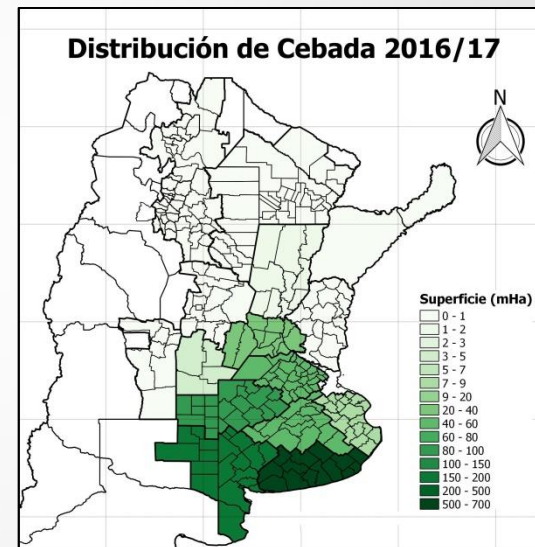 Distribución de Cebada 2016/17
N
Superficie (mHa)
0 - 1
1 - 2
2 - 3
3 - 5
5 - 7
7 - 9
9 - 20
20 - 40
40 - 60
60 - 80
80 - 100
100 - 150
150 - 200
200 - 500
500 - 700